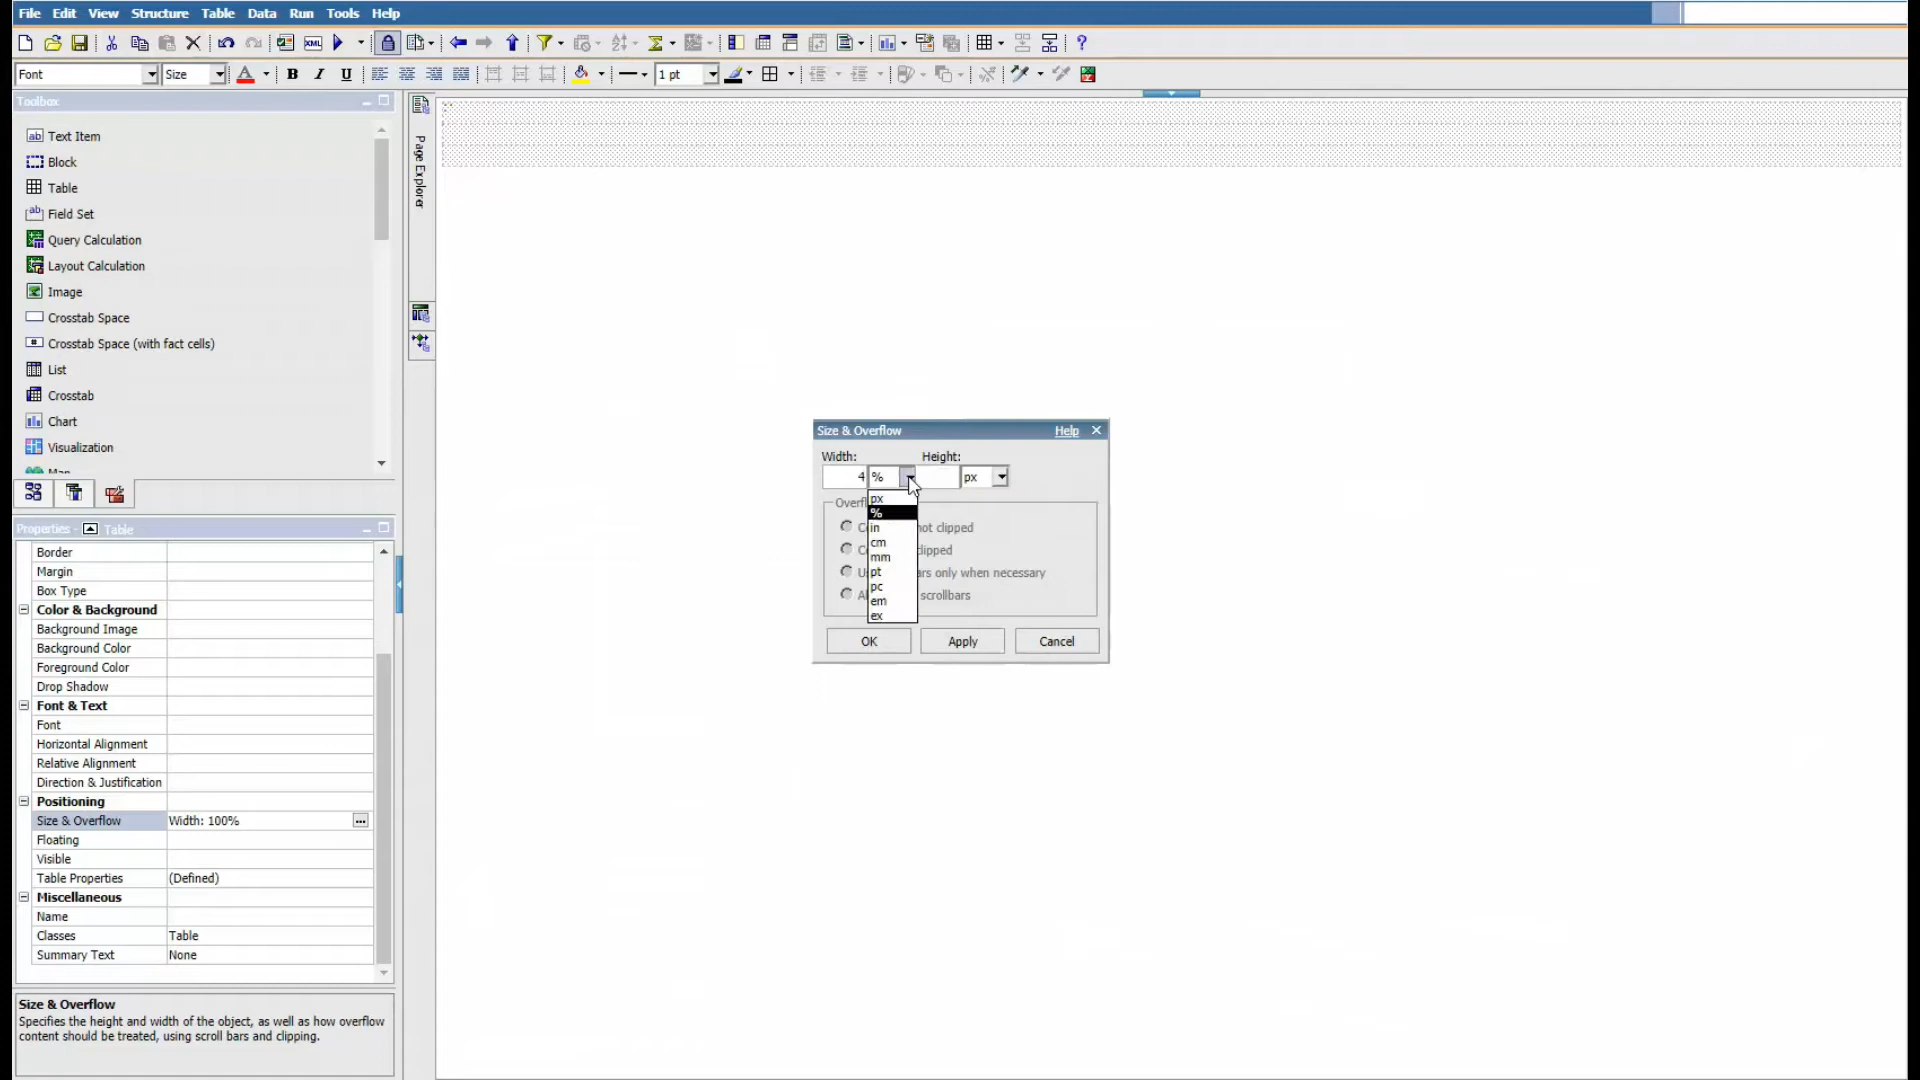 File Edit View Structure Table Data Run Tools Help
Font Size A B I U 1 pt
Toolbox
Text Item
Block
Table
Field Set
Query Calculation
Layout Calculation
Image
Crosstab Space
Crosstab Space (with fact cells)
List
Crosstab
Chart
Visualization
Map
Page Explorer
Properties - Table
Border
Margin
Box Type
Color & Background
Background Image
Background Color
Foreground Color
Drop Shadow
Font & Text
Font
Horizontal Alignment
Relative Alignment
Direction & Justification
Positioning
Size & Overflow Width: 100%
Floating
Visible
Table Properties (Defined)
Miscellaneous
Name
Classes Table
Summary Text None
Size & Overflow
Specifies the height and width of the object, as well as how overflow
content should be treated, using scroll bars and clipping.
Size & Overflow Help
Width: Height:
4 % px
px
%
in
cm
mm
pt
pc
em
ex
not clipped
clipped
only when necessary
scrollbars
OK Apply Cancel